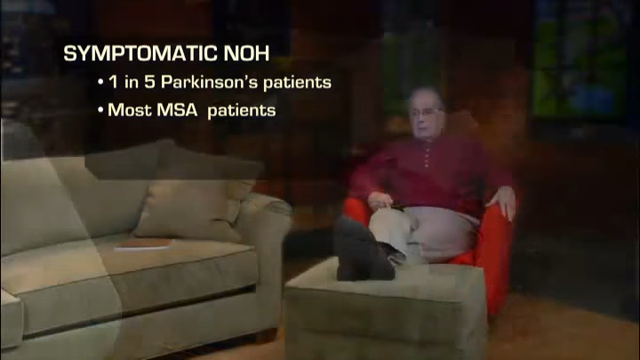 SYMPTOMATIC NOH
• 1 in 5 Parkinson's patients
• Most MSA patients